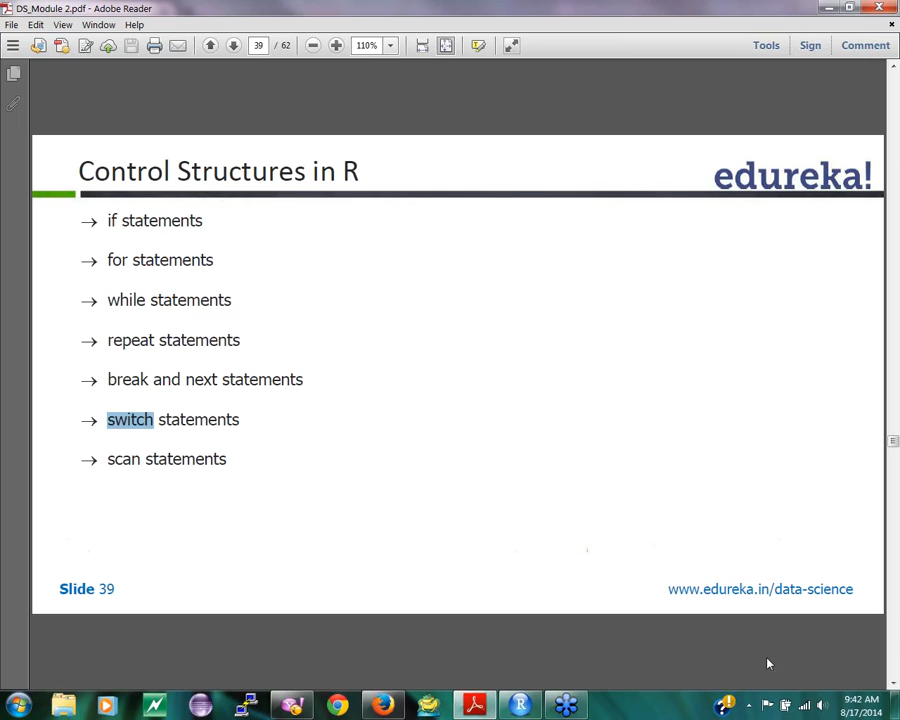 DS_Module 2.pdf - Adobe Reader
File Edit View Window Help
39 / 62 110% Tools Sign Comment
Control Structures in R
edureka!
→ if statements
→ for statements
→ while statements
→ repeat statements
→ break and next statements
→ switch statements
→ scan statements
Slide 39
www.edureka.in/data-science
9:42 AM
8/17/2014